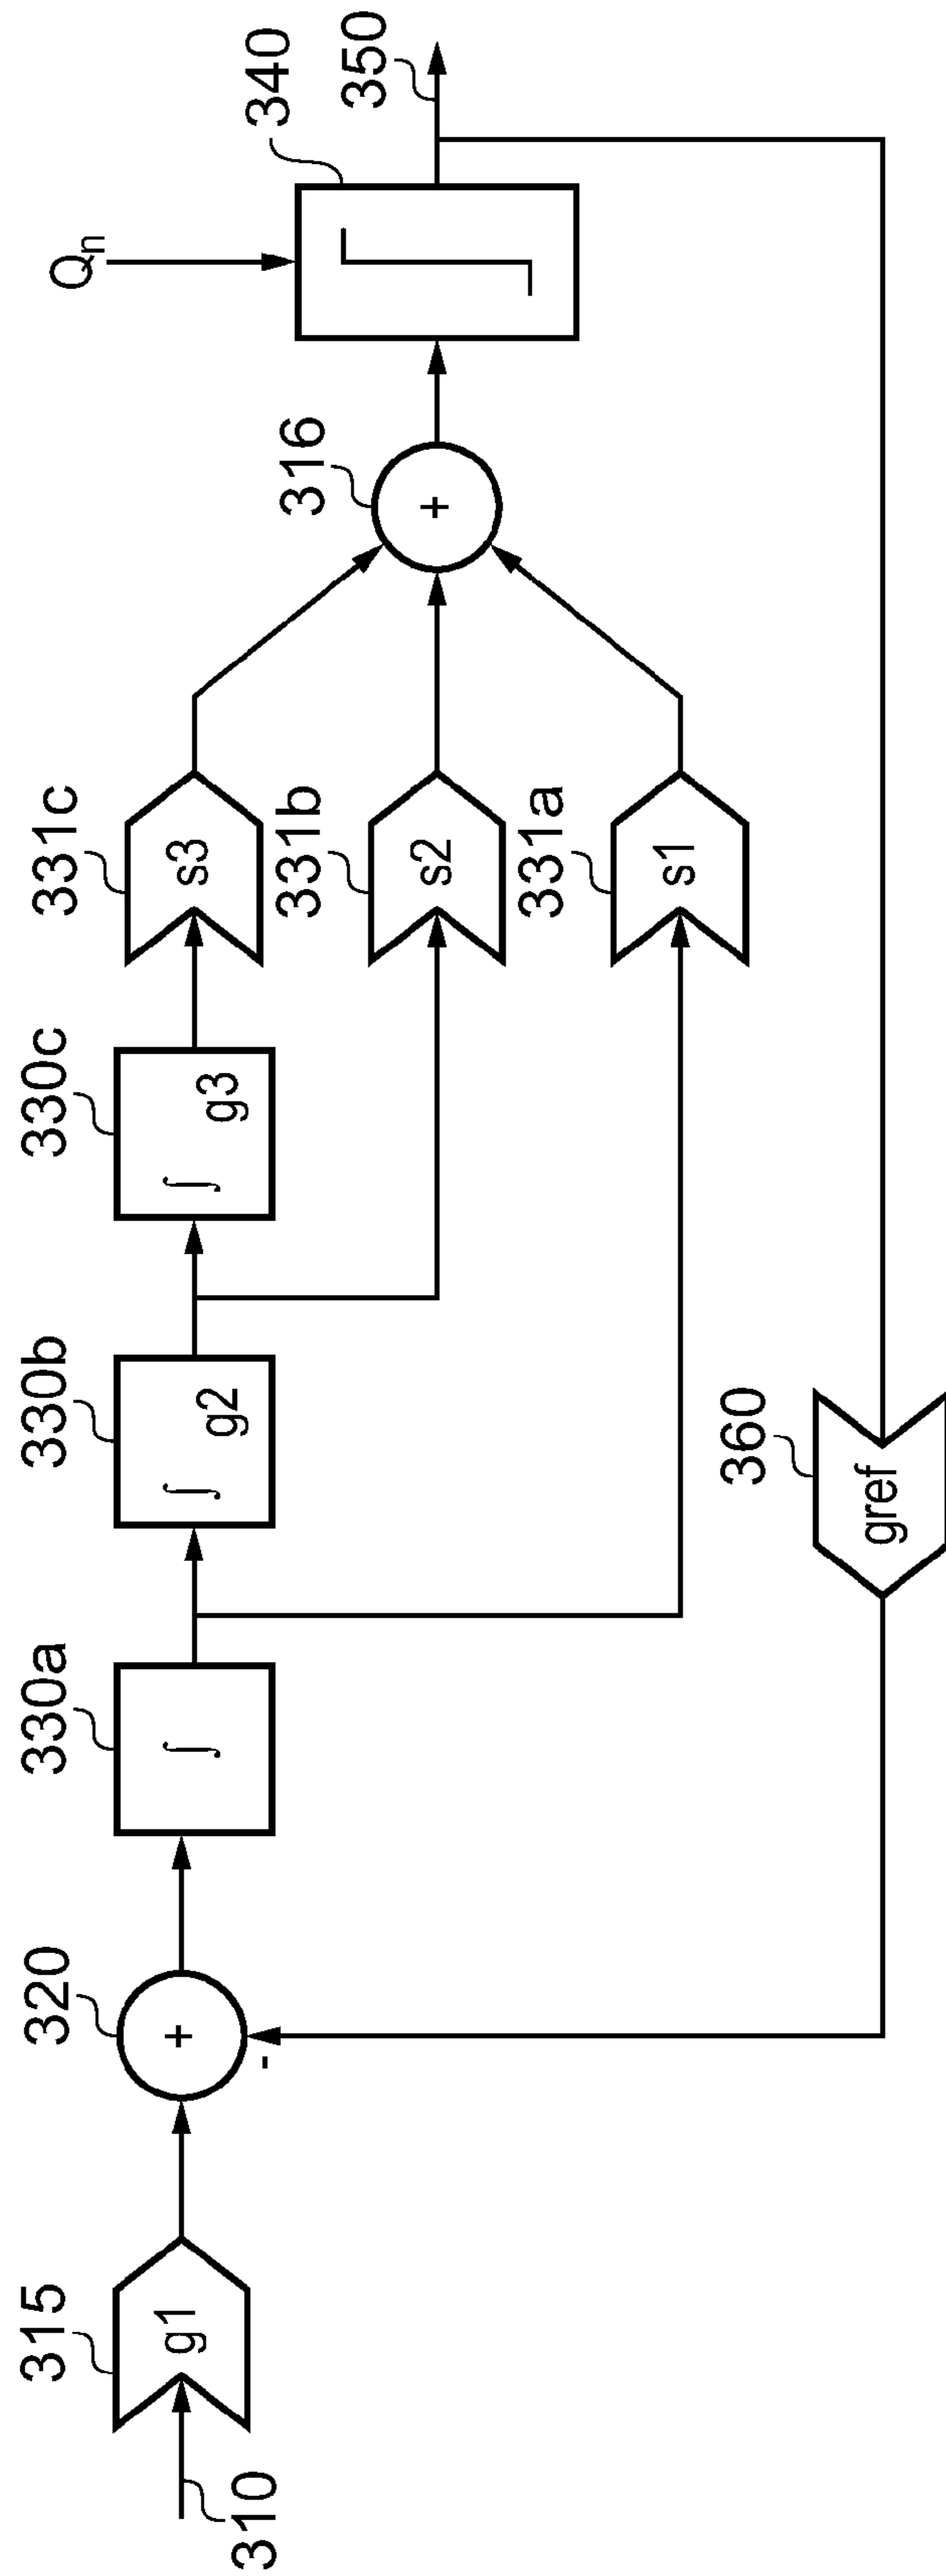 310
315
g1
320
+
-
330a
∫
330b
∫ g2
330c
∫ g3
331c
s3
331b
s2
331a
s1
316
+
Qn
340
350
360
gref